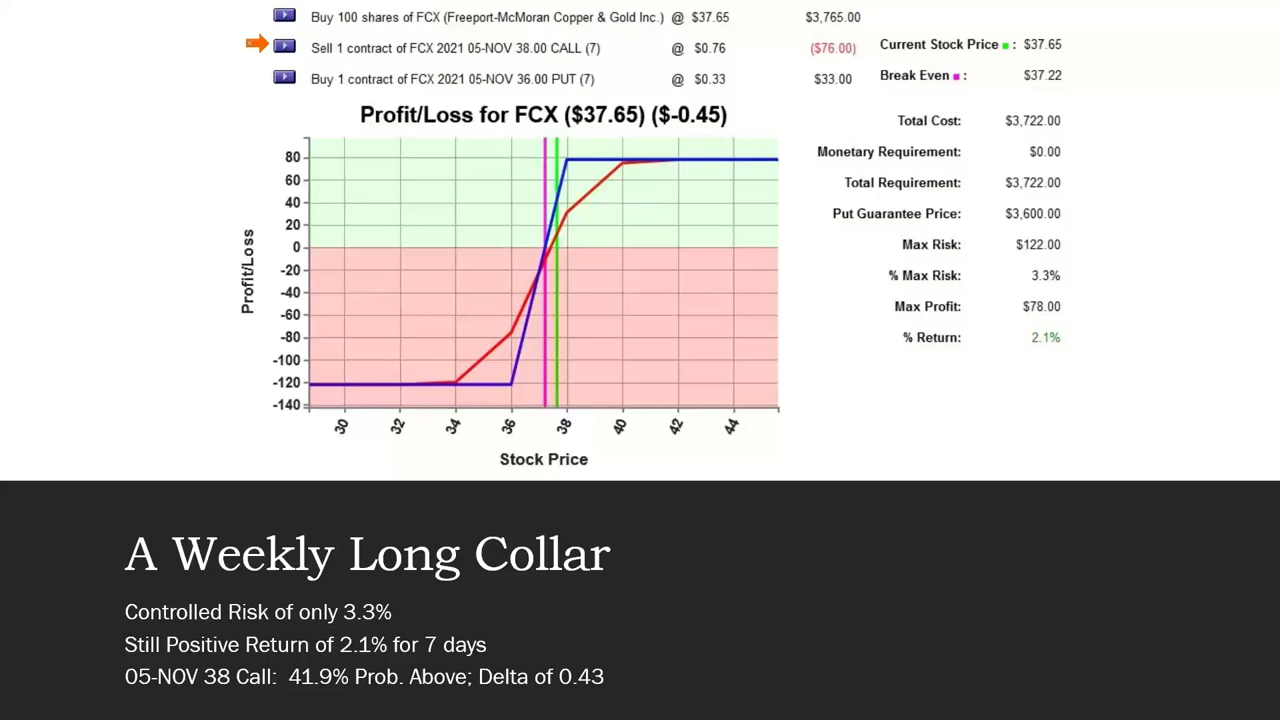 Buy 100 shares of FCX (Freeport-McMoran Copper & Gold Inc.) @ $37.65 $3,765.00
Sell 1 contract of FCX 2021 05-NOV 38.00 CALL (7) @ $0.76 ($76.00)
Buy 1 contract of FCX 2021 05-NOV 36.00 PUT (7) @ $0.33 $33.00
Current Stock Price : $37.65
Break Even : $37.22
Total Cost: $3,722.00
Monetary Requirement: $0.00
Total Requirement: $3,722.00
Put Guarantee Price: $3,600.00
Max Risk: $122.00
% Max Risk: 3.3%
Max Profit: $78.00
% Return: 2.1%
Profit/Loss for FCX ($37.65) ($-0.45)
Profit/Loss
80
60
40
20
0
-20
-40
-60
-80
-100
-120
-140
30 32 34 36 38 40 42 44
Stock Price
A Weekly Long Collar
Controlled Risk of only 3.3%
Still Positive Return of 2.1% for 7 days
05-NOV 38 Call: 41.9% Prob. Above; Delta of 0.43